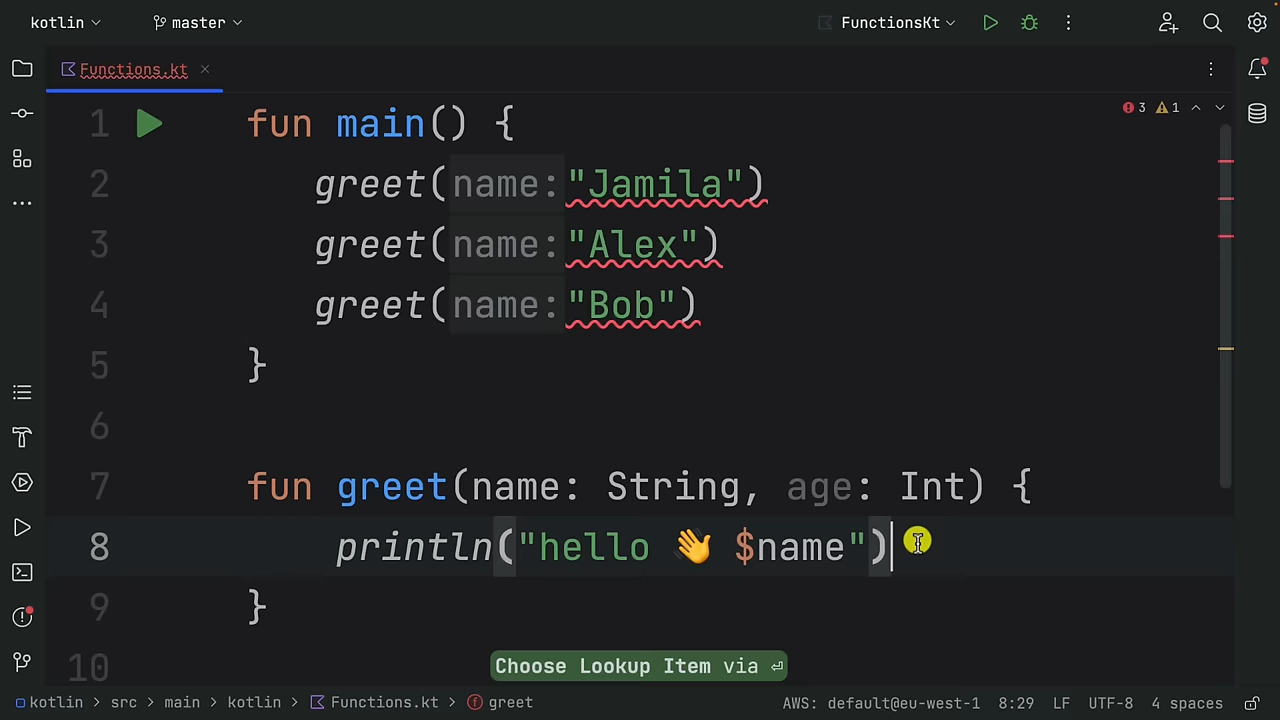 kotlin master FunctionsKt
Functions.kt
3 1
1 fun main() {
2 greet(name: "Jamila")
3 greet(name: "Alex")
4 greet(name: "Bob")
5 }
6
7 fun greet(name: String, age: Int) {
8 println("hello 👋 $name")
9 }
10
Choose Lookup Item via ⏎
kotlin > src > main > kotlin > Functions.kt > greet AWS: default@eu-west-1 8:29 LF UTF-8 4 spaces